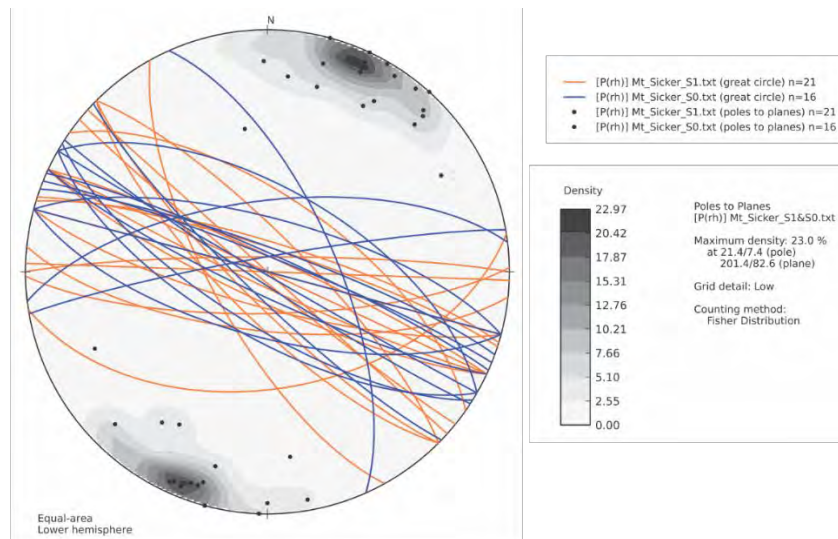 N
[P(rh)] Mt_Sicker_S1.txt (great circle) n=21
[P(rh)] Mt_Sicker_S0.txt (great circle) n=16
[P(rh)] Mt_Sicker_S1.txt (poles to planes) n=21
[P(rh)] Mt_Sicker_S0.txt (poles to planes) n=16
Density
22.97
20.42
17.87
15.31
12.76
10.21
7.66
5.10
2.55
0.00
Poles to Planes
[P(rh)] Mt_Sicker_S1&S0.txt
Maximum density: 23.0 %
at 21.4/7.4 (pole)
201.4/82.6 (plane)
Grid detail: Low
Counting method:
Fisher Distribution
Equal-area
Lower hemisphere